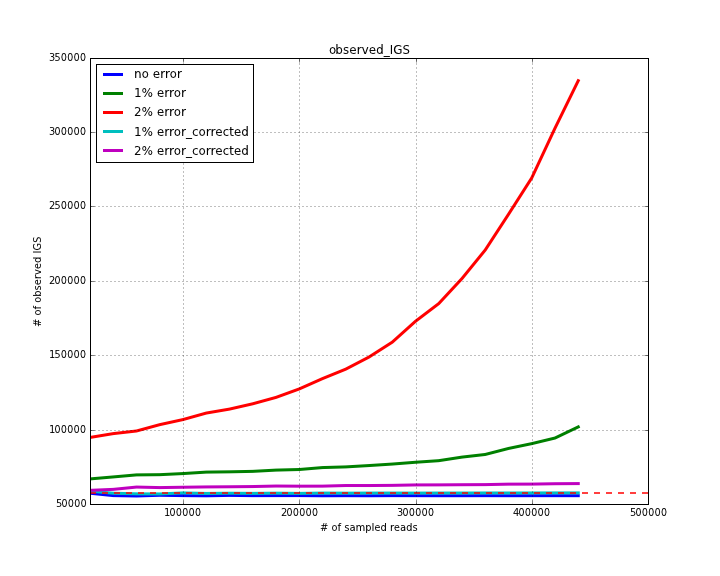 observed_IGS
350000
300000
250000
200000
150000
100000
50000
# of observed IGS
no error
1% error
2% error
1% error_corrected
2% error_corrected
100000 200000 300000 400000 500000
# of sampled reads